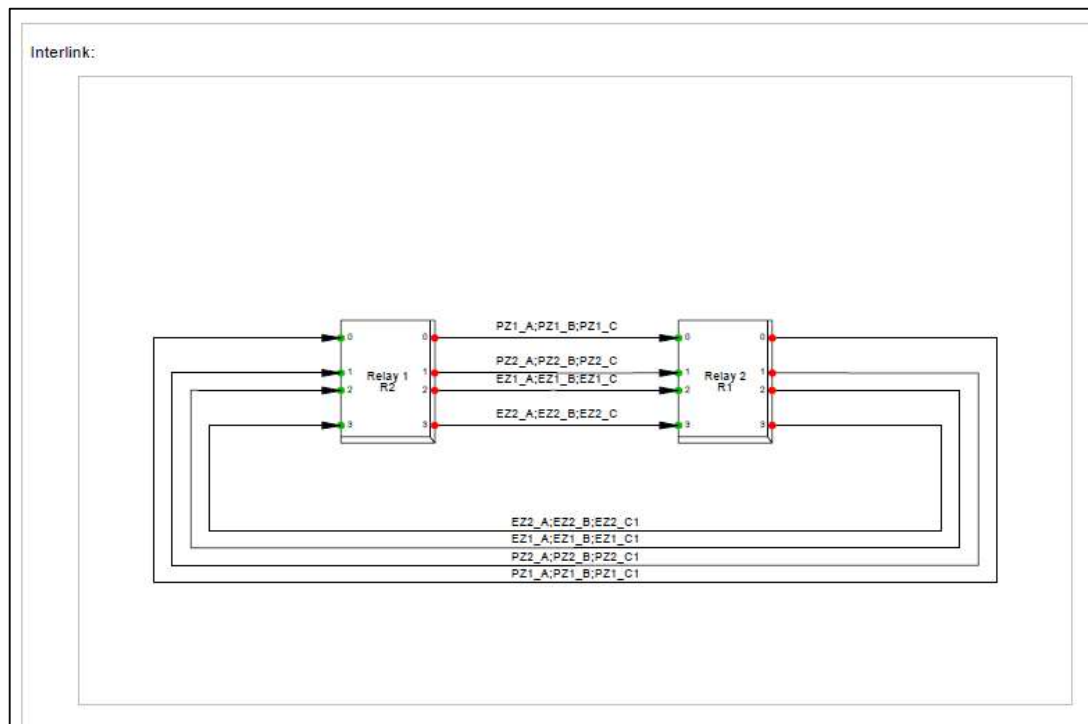 Interlink:
PZ1_A;PZ1_B;PZ1_C
0 0 0 0
PZ2_A;PZ2_B;PZ2_C
1 Relay 1 1 1 Relay 2 1
EZ1_A;EZ1_B;EZ1_C
2 R2 2 2 R1 2
EZ2_A;EZ2_B;EZ2_C
3 3 3 3
EZ2_A;EZ2_B;EZ2_C1
EZ1_A;EZ1_B;EZ1_C1
PZ2_A;PZ2_B;PZ2_C1
PZ1_A;PZ1_B;PZ1_C1